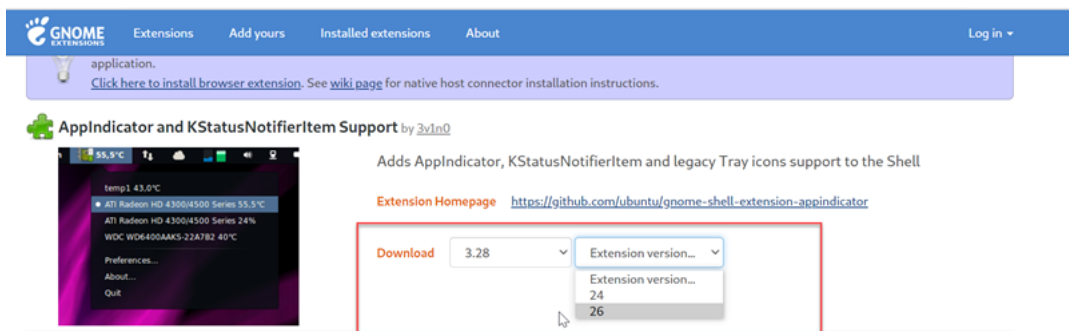 GNOME
EXTENSIONS
Extensions Add yours Installed extensions About Log in
application.
Click here to install browser extension. See wiki page for native host connector installation instructions.
AppIndicator and KStatusNotifierItem Support by 3v1n0
55,5°C
temp1 43.0°C
ATI Radeon HD 4300/4500 Series 55.5°C
ATI Radeon HD 4300/4500 Series 24%
WDC WD6400AAKS-22A7B2 40°C
Preferences...
About...
Quit
Adds AppIndicator, KStatusNotifierItem and legacy Tray icons support to the Shell
Extension Homepage https://github.com/ubuntu/gnome-shell-extension-appindicator
Download 3.28 Extension version...
Extension version...
24
26